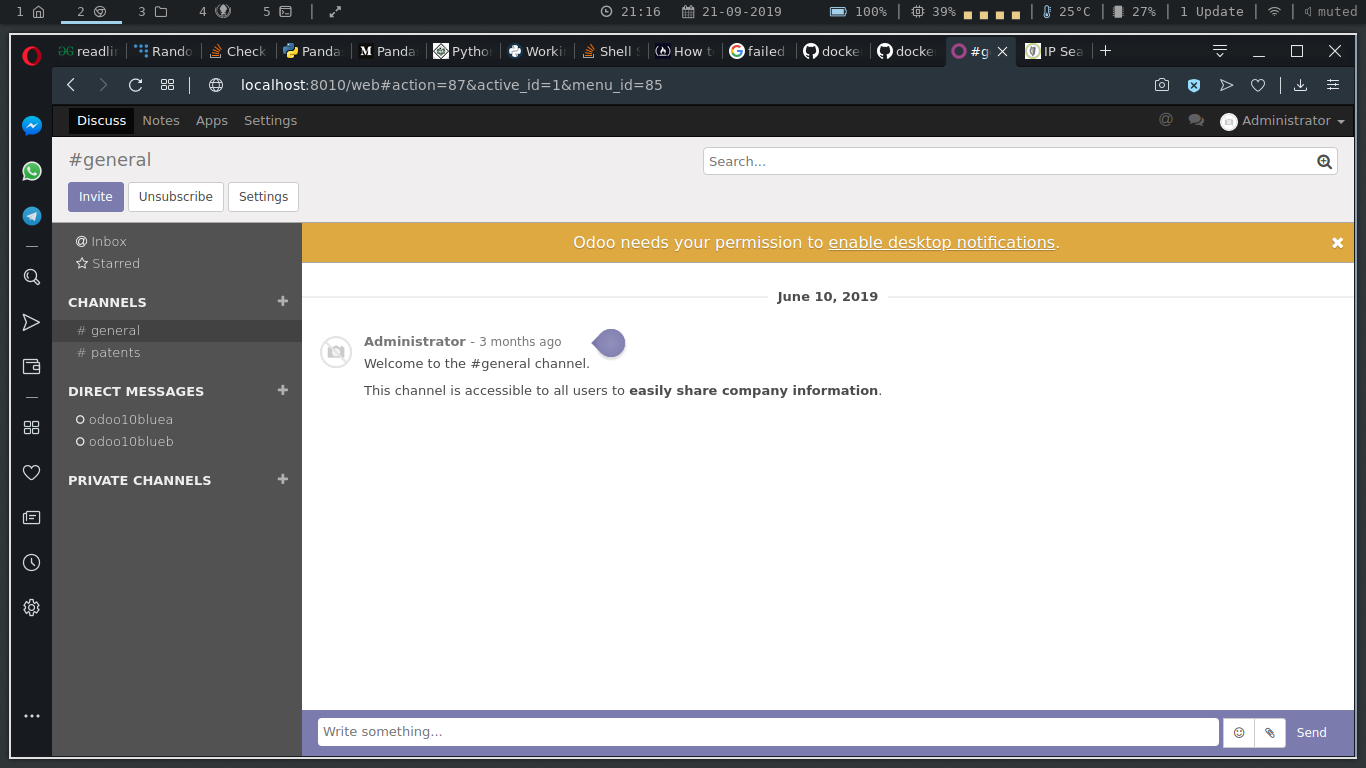 1 2 3 4 5 21:16 21-09-2019 100% 39% 25°C 27% 1 Update muted
readli Rando Check Panda Panda Pytho Worki Shell S How t failed docke docke #g IP Sea
localhost:8010/web#action=87&active_id=1&menu_id=85
Discuss Notes Apps Settings @ Administrator
#general
Search...
Invite Unsubscribe Settings
Odoo needs your permission to enable desktop notifications.
Inbox
Starred
CHANNELS
# general
# patents
DIRECT MESSAGES
odoo10bluea
odoo10blueb
PRIVATE CHANNELS
June 10, 2019
Administrator - 3 months ago
Welcome to the #general channel.
This channel is accessible to all users to easily share company information.
Write something...
Send